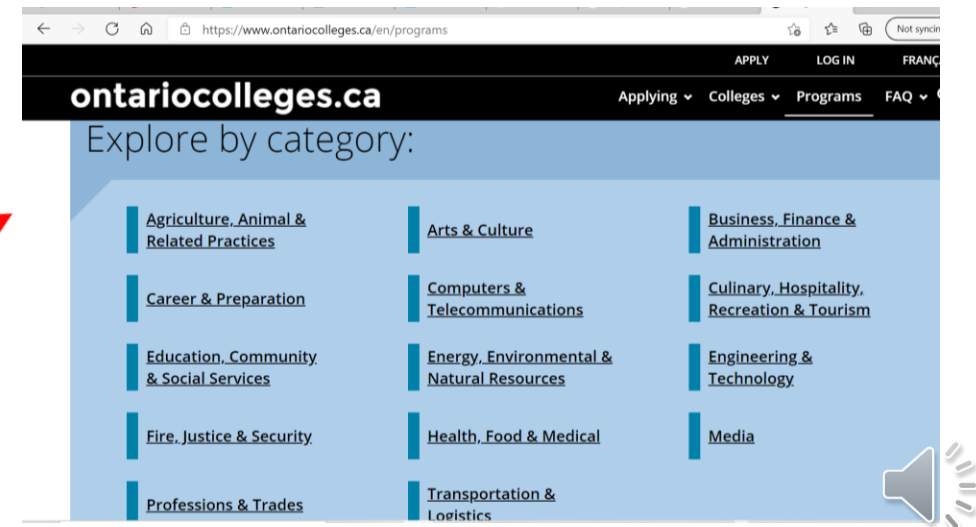 https://www.ontariocolleges.ca/en/programs
Not syncin
APPLY LOG IN FRANÇA
ontariocolleges.ca
Applying Colleges Programs FAQ
Explore by category:
Agriculture, Animal &
Related Practices
Arts & Culture
Business, Finance &
Administration
Career & Preparation
Computers &
Telecommunications
Culinary, Hospitality,
Recreation & Tourism
Education, Community
& Social Services
Energy, Environmental &
Natural Resources
Engineering &
Technology
Fire, Justice & Security
Health, Food & Medical
Media
Professions & Trades
Transportation &
Logistics